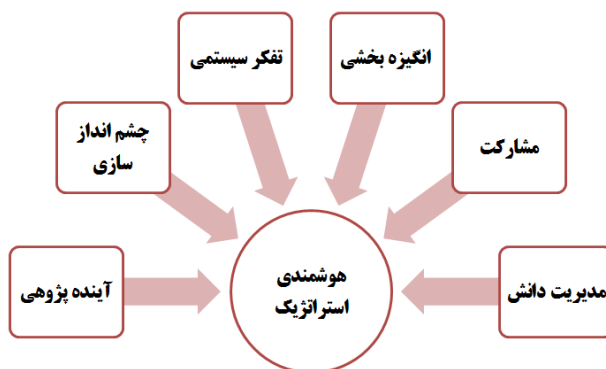 انگیزه بخشی
تفکر سیستمی
مشارکت
چشم انداز
سازی
مدیریت دانش
هوشمندی
استراتژیک
آینده پژوهی